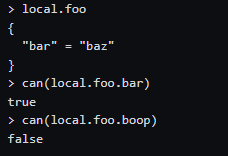 > local.foo
{
  "bar" = "baz"
}
> can(local.foo.bar)
true
> can(local.foo.boop)
false